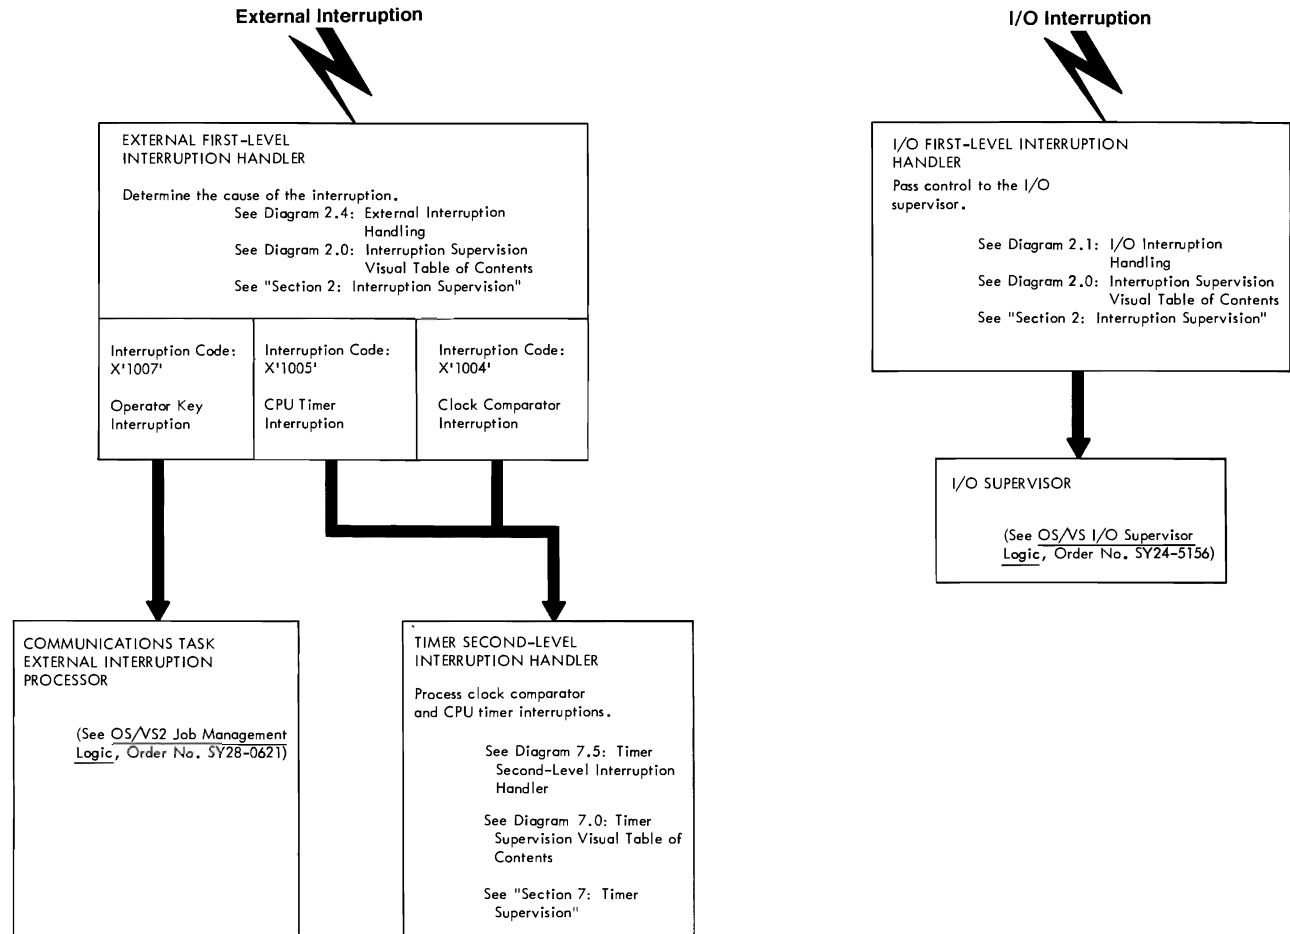 External Interruption
EXTERNAL FIRST-LEVEL
INTERRUPTION HANDLER
Determine the cause of the interruption.
See Diagram 2.4: External Interruption
Handling
See Diagram 2.0: Interruption Supervision
Visual Table of Contents
See "Section 2: Interruption Supervision"
Interruption Code:
X'1007'
Operator Key
Interruption
Interruption Code:
X'1005'
CPU Timer
Interruption
Interruption Code:
X'1004'
Clock Comparator
Interruption
COMMUNICATIONS TASK
EXTERNAL INTERRUPTION
PROCESSOR
(See OS/VS2 Job Management
Logic, Order No. SY28-0621)
TIMER SECOND-LEVEL
INTERRUPTION HANDLER
Process clock comparator
and CPU timer interruptions.
See Diagram 7.5: Timer
Second-Level Interruption
Handler
See Diagram 7.0: Timer
Supervision Visual Table of
Contents
See "Section 7: Timer
Supervision"
I/O Interruption
I/O FIRST-LEVEL INTERRUPTION
HANDLER
Pass control to the I/O
supervisor.
See Diagram 2.1: I/O Interruption
Handling
See Diagram 2.0: Interruption Supervision
Visual Table of Contents
See "Section 2: Interruption Supervision"
I/O SUPERVISOR
(See OS/VS I/O Supervisor
Logic, Order No. SY24-5156)